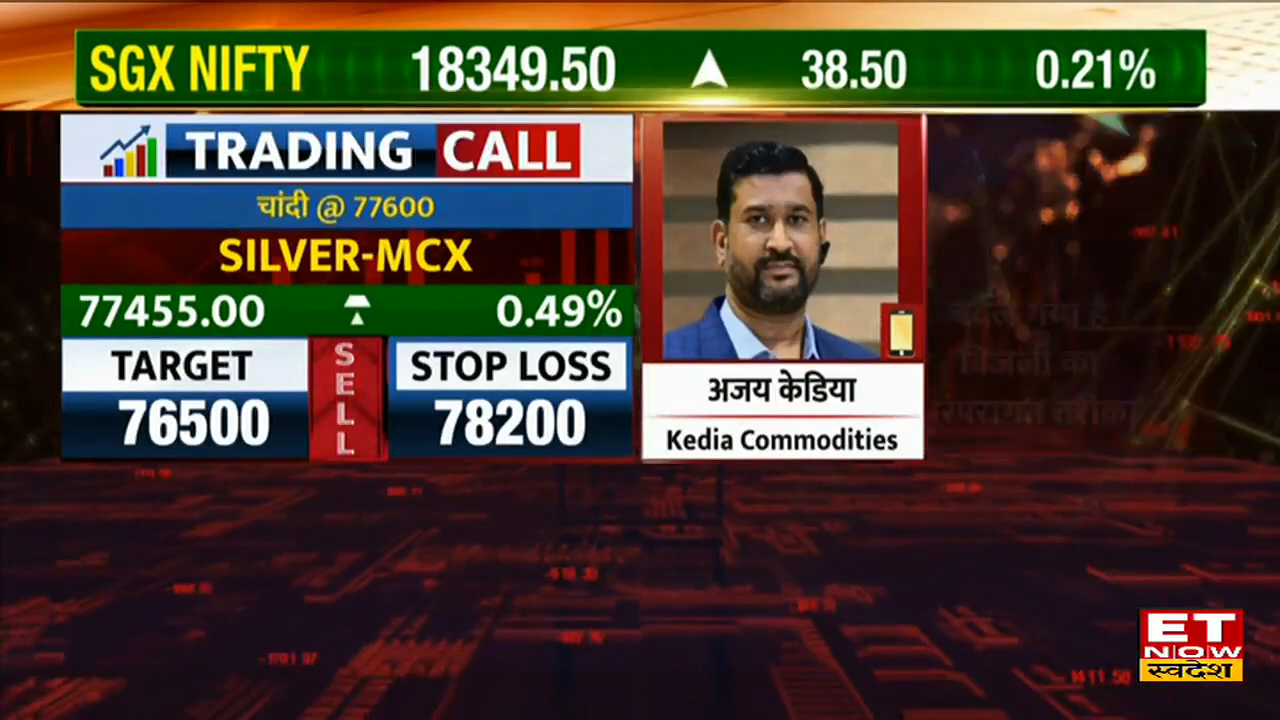 SGX NIFTY 18349.50 38.50 0.21%
TRADING CALL
चांदी @ 77600
SILVER-MCX
77455.00 0.49%
TARGET SELL STOP LOSS
76500 78200
अजय केडिया
Kedia Commodities
ET
NOW
स्वदेश